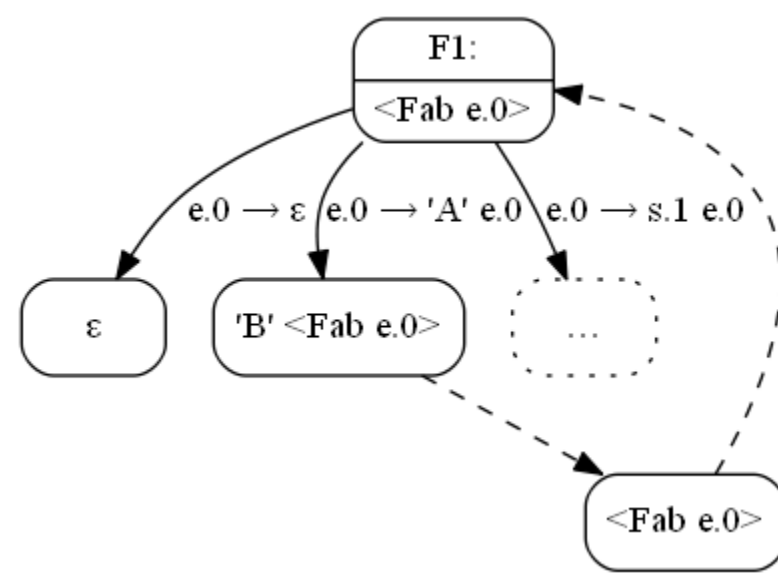 F1:
<Fab e.0>
e.0 → ε
e.0 → 'A' e.0
e.0 → s.1 e.0
ε
'B' <Fab e.0>
...
<Fab e.0>